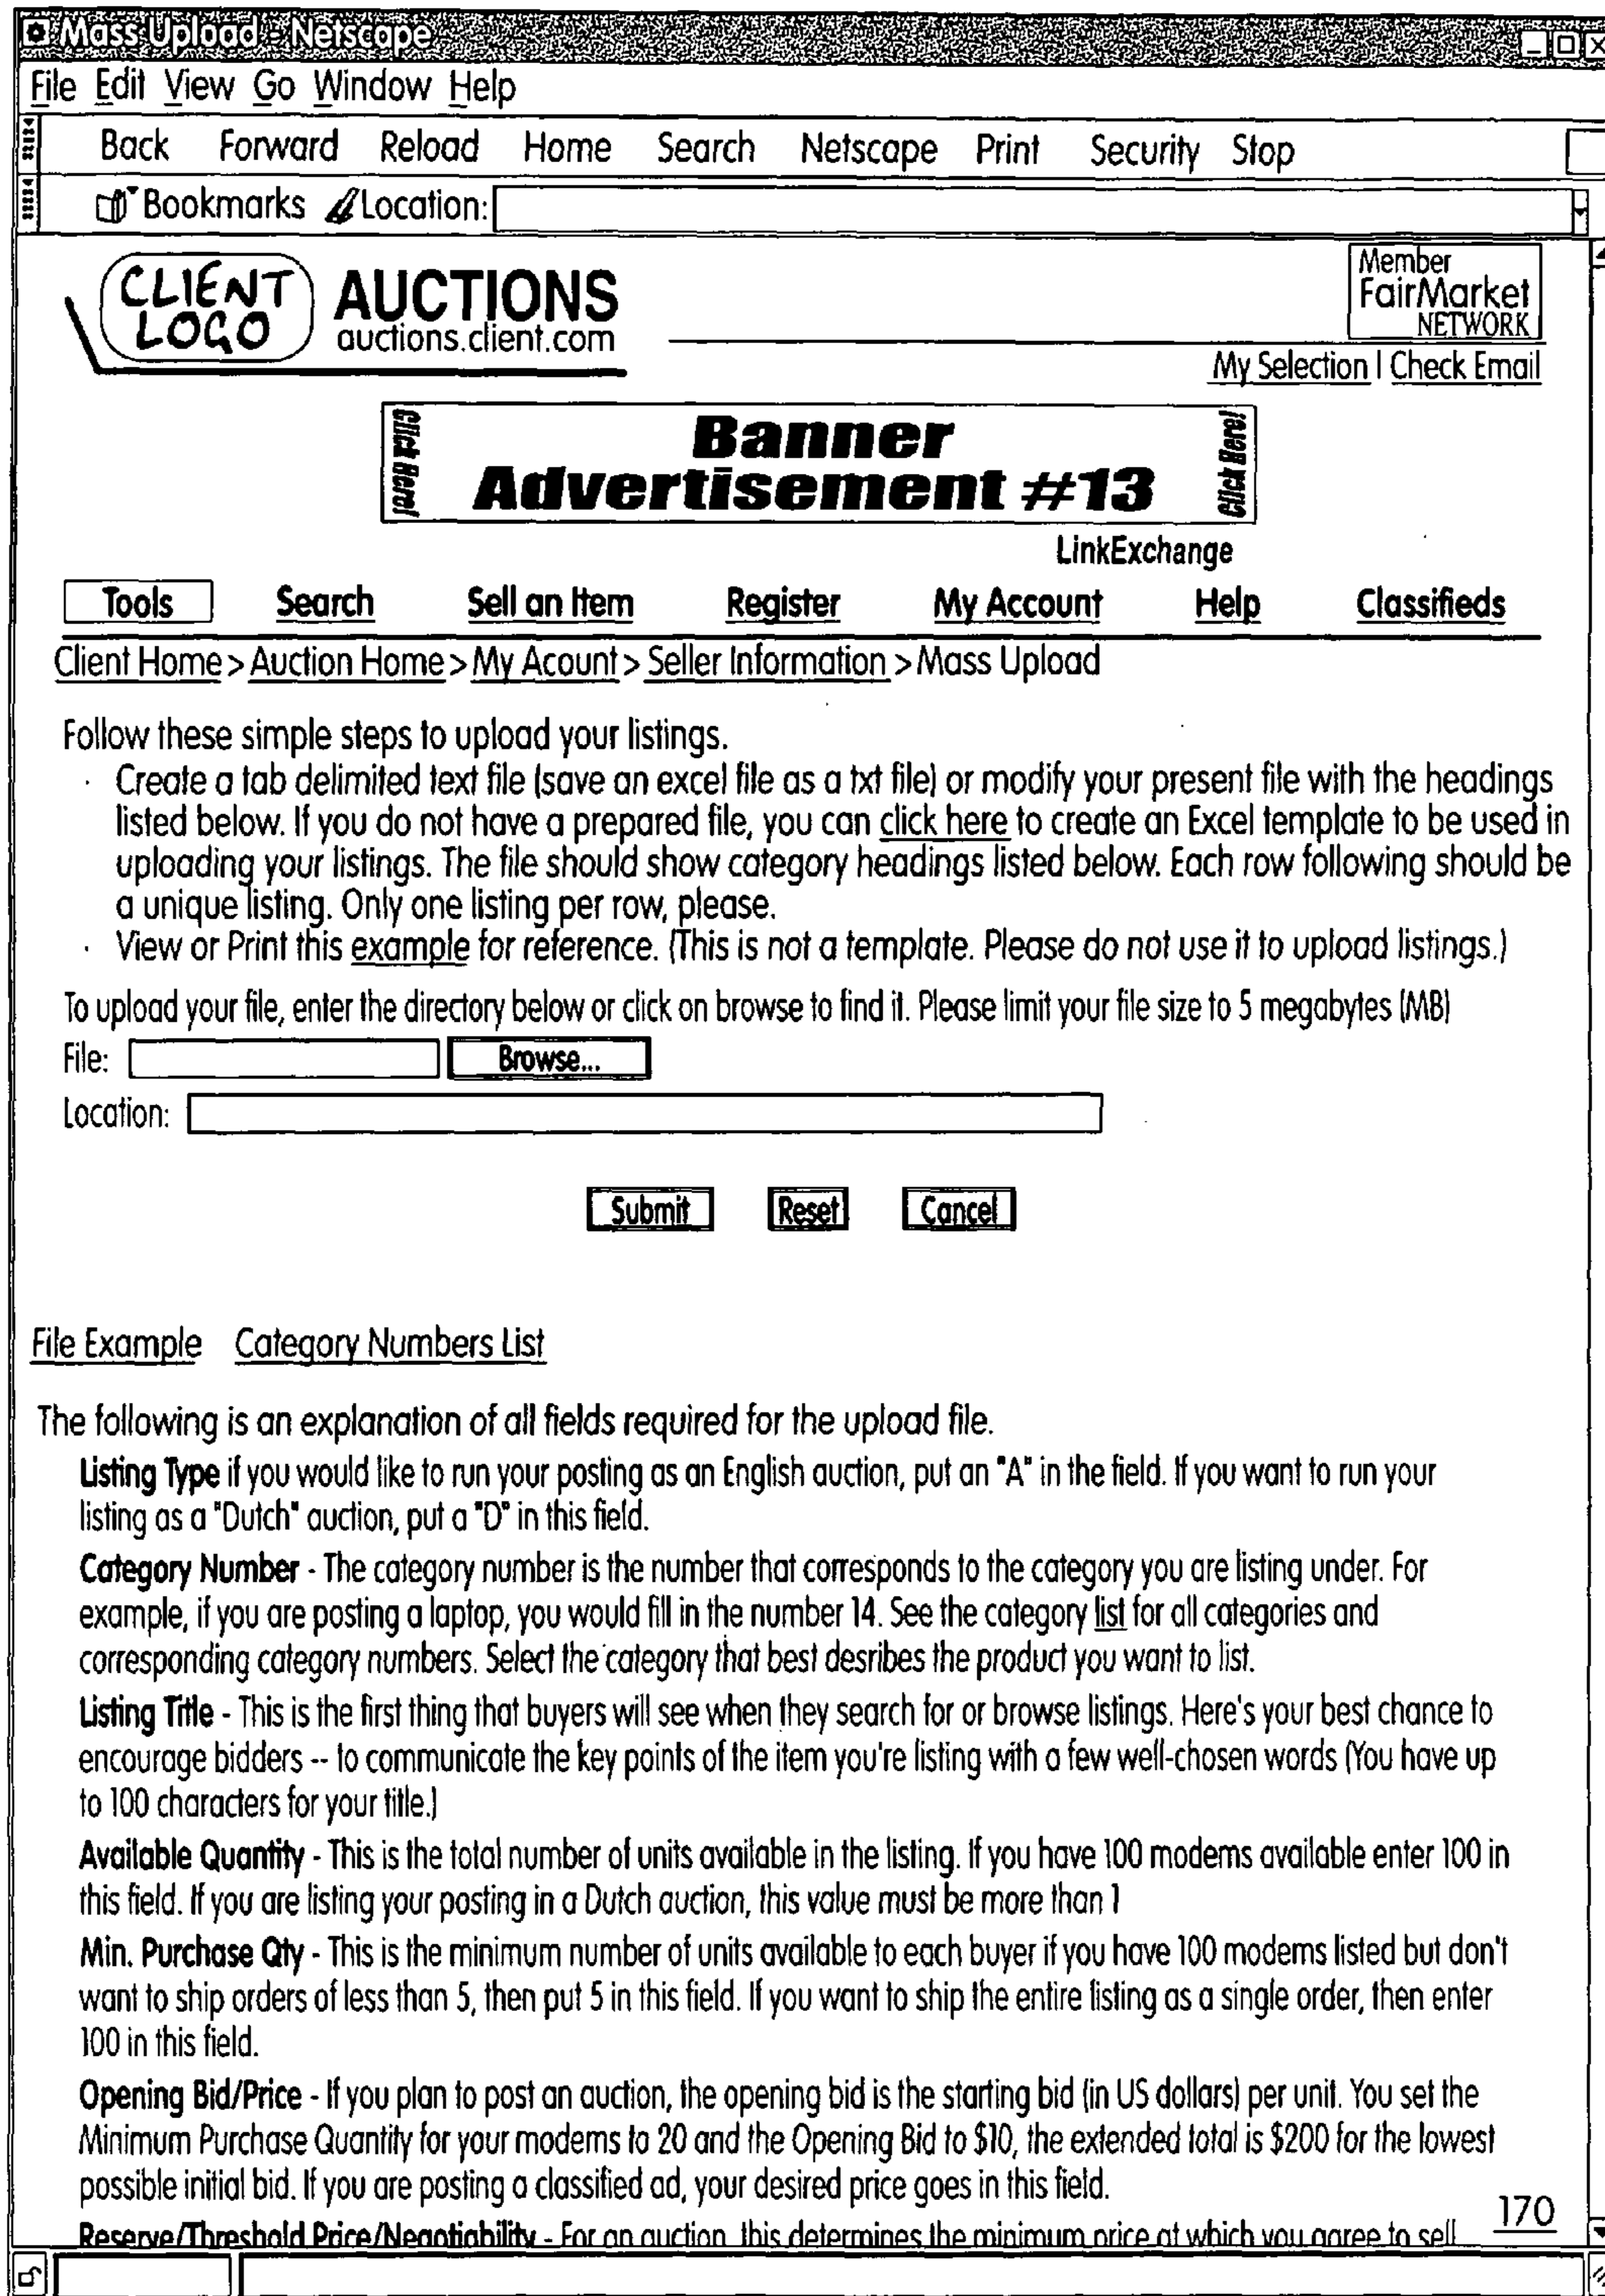 Mass Upload - Netscape
File Edit View Go Window Help
Back Forward Reload Home Search Netscape Print Security Stop
Bookmarks Location:
CLIENT LOGO
AUCTIONS
auctions.client.com
Member
FairMarket
NETWORK
My Selection | Check Email
Click Here!
Banner
Advertisement #13
Click Here!
LinkExchange
Tools Search Sell an Item Register My Account Help Classifieds
Client Home > Auction Home > My Acount > Seller Information > Mass Upload
Follow these simple steps to upload your listings.
· Create a tab delimited text file (save an excel file as a txt file) or modify your present file with the headings
listed below. If you do not have a prepared file, you can click here to create an Excel template to be used in
uploading your listings. The file should show category headings listed below. Each row following should be
a unique listing. Only one listing per row, please.
· View or Print this example for reference. (This is not a template. Please do not use it to upload listings.)
To upload your file, enter the directory below or click on browse to find it. Please limit your file size to 5 megabytes (MB)
File: Browse...
Location:
Submit Reset Cancel
File Example Category Numbers List
The following is an explanation of all fields required for the upload file.
Listing Type if you would like to run your posting as an English auction, put an "A" in the field. If you want to run your
listing as a "Dutch" auction, put a "D" in this field.
Category Number - The category number is the number that corresponds to the category you are listing under. For
example, if you are posting a laptop, you would fill in the number 14. See the category list for all categories and
corresponding category numbers. Select the category that best desribes the product you want to list.
Listing Title - This is the first thing that buyers will see when they search for or browse listings. Here's your best chance to
encourage bidders -- to communicate the key points of the item you're listing with a few well-chosen words (You have up
to 100 characters for your title.)
Available Quantity - This is the total number of units available in the listing. If you have 100 modems available enter 100 in
this field. If you are listing your posting in a Dutch auction, this value must be more than 1
Min. Purchase Qty - This is the minimum number of units available to each buyer if you have 100 modems listed but don't
want to ship orders of less than 5, then put 5 in this field. If you want to ship the entire listing as a single order, then enter
100 in this field.
Opening Bid/Price - If you plan to post an auction, the opening bid is the starting bid (in US dollars) per unit. You set the
Minimum Purchase Quantity for your modems to 20 and the Opening Bid to $10, the extended total is $200 for the lowest
possible initial bid. If you are posting a classified ad, your desired price goes in this field.
170
Reserve/Threshold Price/Negotiability - For an auction, this determines the minimum price at which you agree to sell